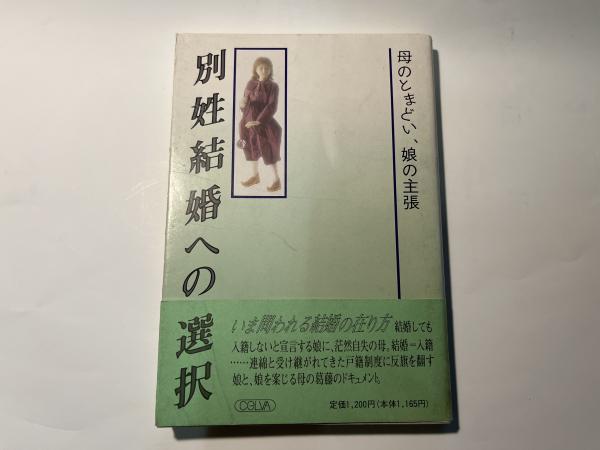 別姓結婚への選択
母のとまどい、娘の主張
いま問われる結婚の在り方 結婚しても
入籍しないと宣言する娘に、茫然自失の母。結婚=入籍
……連綿と受け継がれてきた戸籍制度に反旗を翻す
娘と、娘を案じる母の葛藤のドキュメント。
COLVA 定価1,200円(本体1,165円)